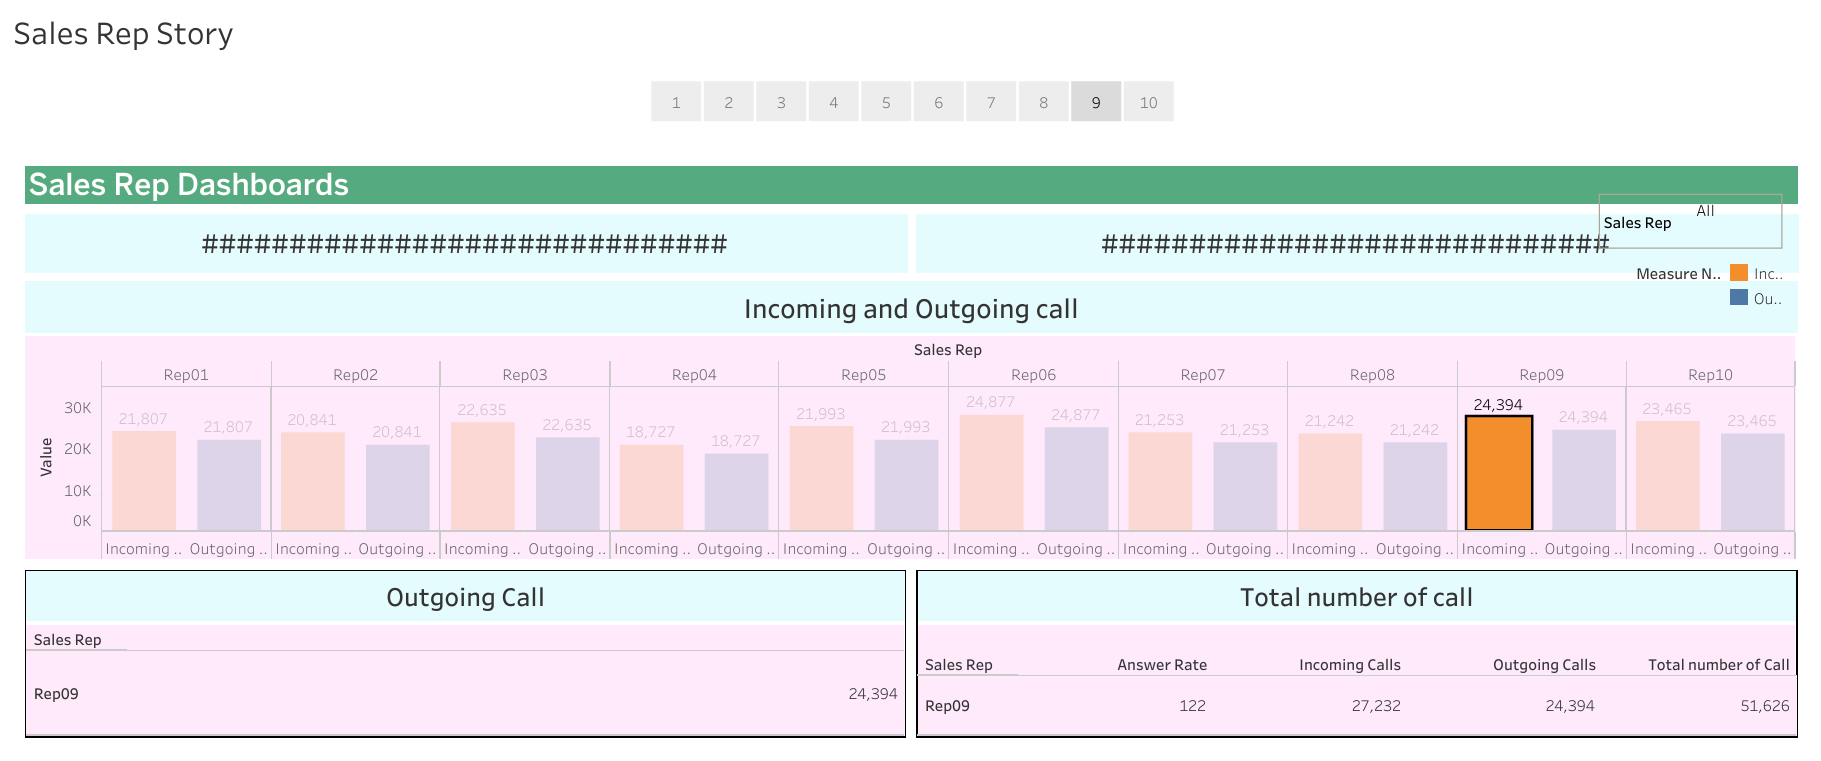 Sales Rep Story
1 2 3 4 5 6 7 8 9 10
Sales Rep Dashboards
All
Sales Rep
############################## #############################
Measure N.. Inc..
Ou..
Incoming and Outgoing call
Sales Rep
Rep01 Rep02 Rep03 Rep04 Rep05 Rep06 Rep07 Rep08 Rep09 Rep10
Value
30K
20K
10K
0K
21,807 21,807 20,841 20,841 22,635 22,635 18,727 18,727 21,993 21,993 24,877 24,877 21,253 21,253 21,242 21,242 24,394 24,394 23,465 23,465
Incoming .. Outgoing .. Incoming .. Outgoing .. Incoming .. Outgoing .. Incoming .. Outgoing .. Incoming .. Outgoing .. Incoming .. Outgoing .. Incoming .. Outgoing .. Incoming .. Outgoing .. Incoming .. Outgoing .. Incoming .. Outgoing ..
Outgoing Call
Sales Rep
Rep09 24,394
Total number of call
Sales Rep Answer Rate Incoming Calls Outgoing Calls Total number of Call
Rep09 122 27,232 24,394 51,626